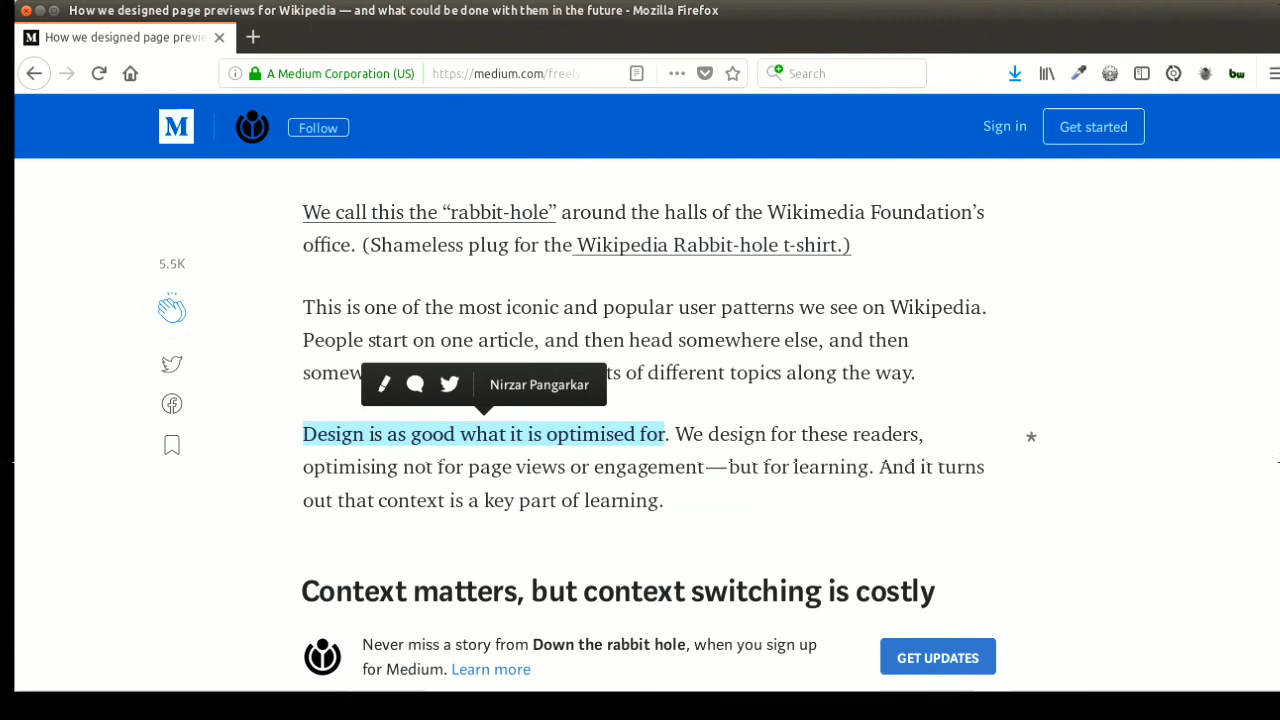 How we designed page previews for Wikipedia — and what could be done with them in the future - Mozilla Firefox
M How we designed page previe
A Medium Corporation (US) https://medium.com/freely
Search
bw
M Follow Sign in Get started
We call this the “rabbit-hole” around the halls of the Wikimedia Foundation’s
office. (Shameless plug for the Wikipedia Rabbit-hole t-shirt.)
5.5K
This is one of the most iconic and popular user patterns we see on Wikipedia.
People start on one article, and then head somewhere else, and then
somew ts of different topics along the way.
Nirzar Pangarkar
Design is as good what it is optimised for. We design for these readers,
optimising not for page views or engagement — but for learning. And it turns
out that context is a key part of learning.
*
Context matters, but context switching is costly
Never miss a story from Down the rabbit hole, when you sign up
for Medium. Learn more
GET UPDATES